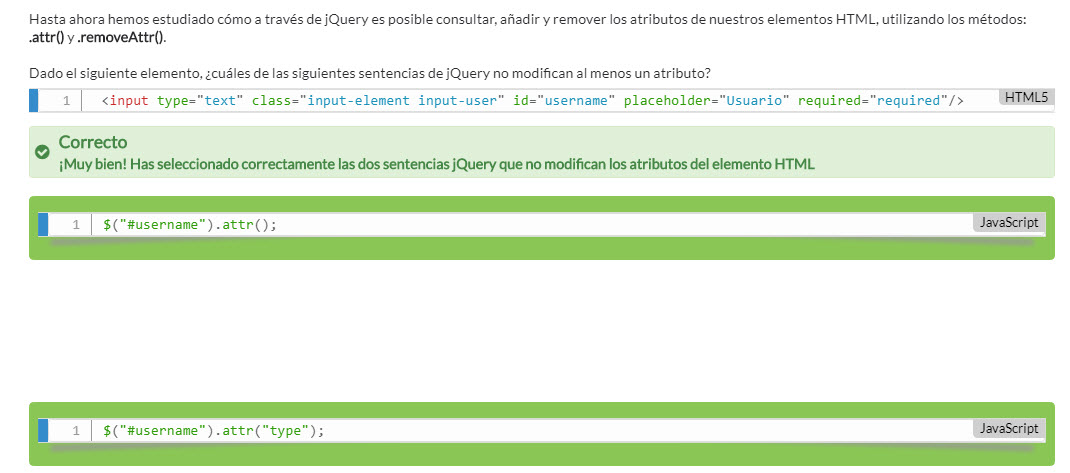 Hasta ahora hemos estudiado cómo a través de jQuery es posible consultar, añadir y remover los atributos de nuestros elementos HTML, utilizando los métodos:
.attr() y .removeAttr().
Dado el siguiente elemento, ¿cuáles de las siguientes sentencias de jQuery no modifican al menos un atributo?
1 <input type="text" class="input-element input-user" id="username" placeholder="Usuario" required="required"/> HTML5
Correcto
¡Muy bien! Has seleccionado correctamente las dos sentencias jQuery que no modifican los atributos del elemento HTML
1 $("#username").attr(); JavaScript
1 $("#username").attr("type"); JavaScript